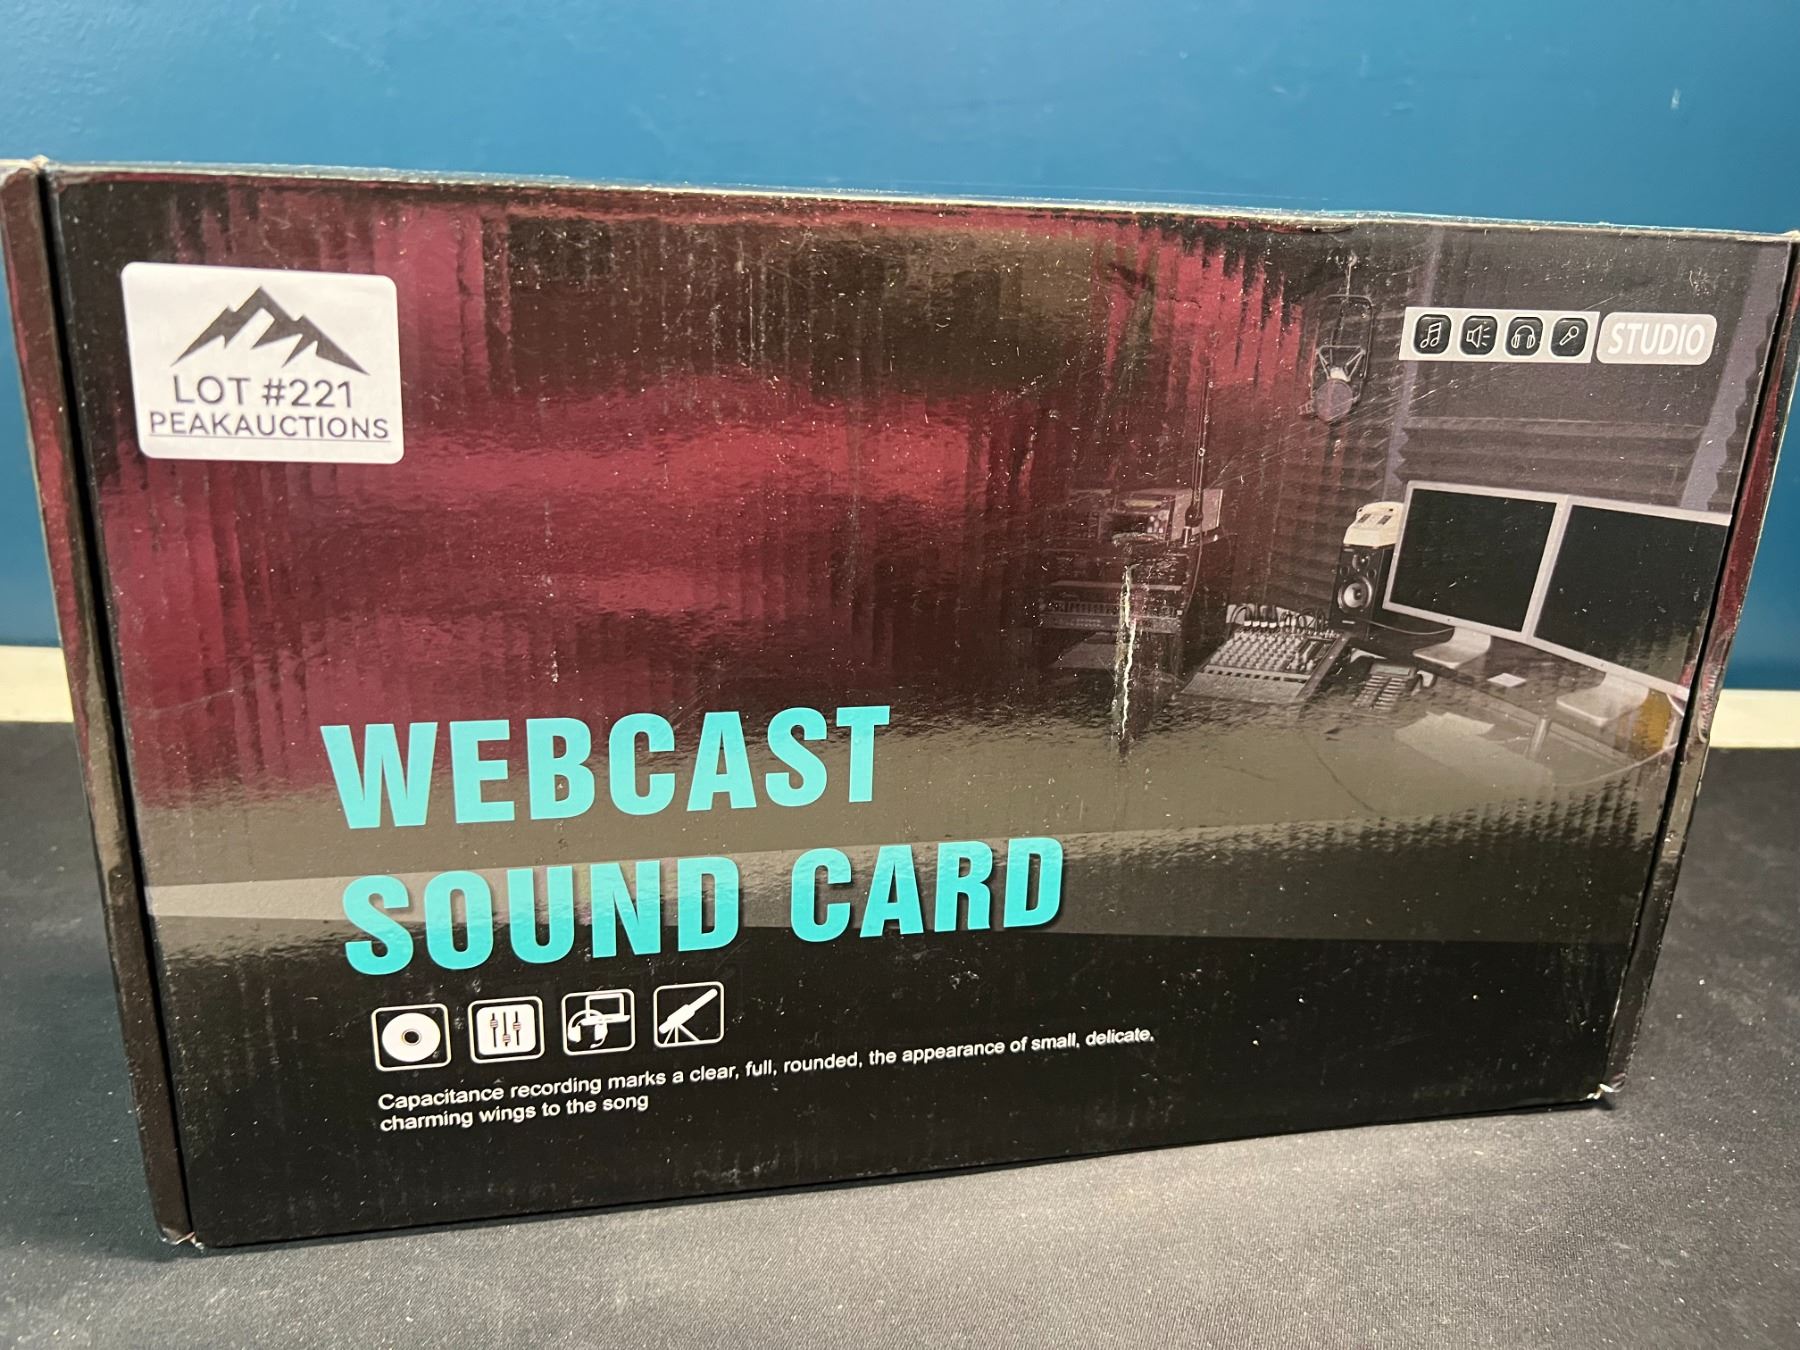 LOT #221
PEAKAUCTIONS
STUDIO
WEBCAST
SOUND CARD
Capacitance recording marks a clear, full, rounded, the appearance of small, delicate,
charming wings to the song